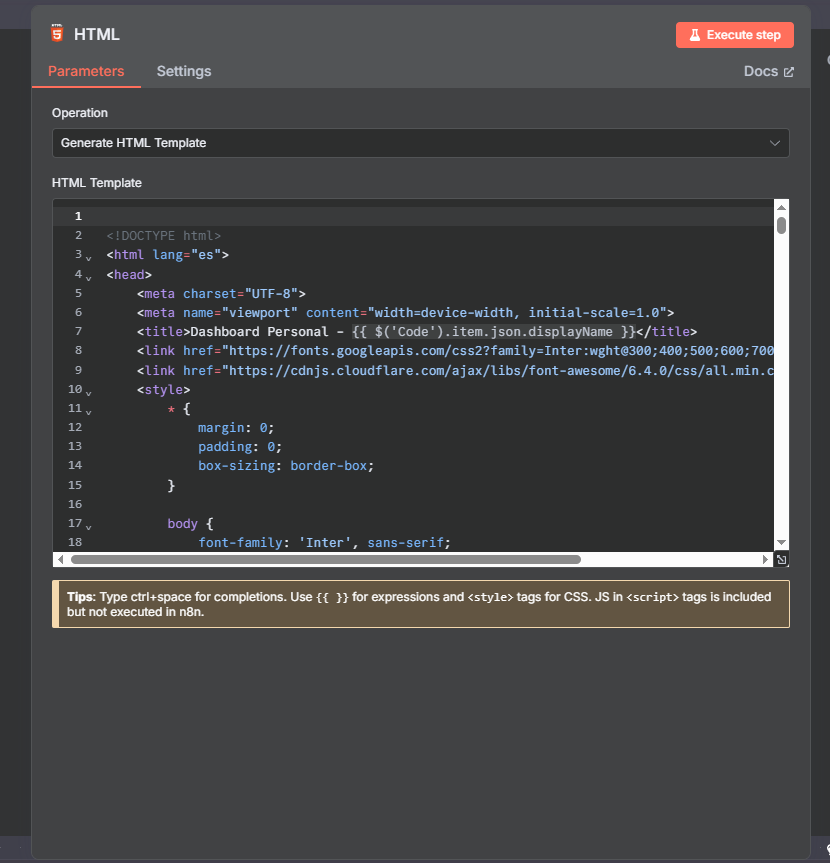 HTML
Execute step
Parameters
Settings
Docs
Operation
Generate HTML Template
HTML Template
1
2 <!DOCTYPE html>
3 <html lang="es">
4 <head>
5 <meta charset="UTF-8">
6 <meta name="viewport" content="width=device-width, initial-scale=1.0">
7 <title>Dashboard Personal - {{ $('Code').item.json.displayName }}</title>
8 <link href="https://fonts.googleapis.com/css2?family=Inter:wght@300;400;500;600;700
9 <link href="https://cdnjs.cloudflare.com/ajax/libs/font-awesome/6.4.0/css/all.min.c
10 <style>
11 * {
12 margin: 0;
13 padding: 0;
14 box-sizing: border-box;
15 }
16
17 body {
18 font-family: 'Inter', sans-serif;
Tips: Type ctrl+space for completions. Use {{ }} for expressions and <style> tags for CSS. JS in <script> tags is included
but not executed in n8n.